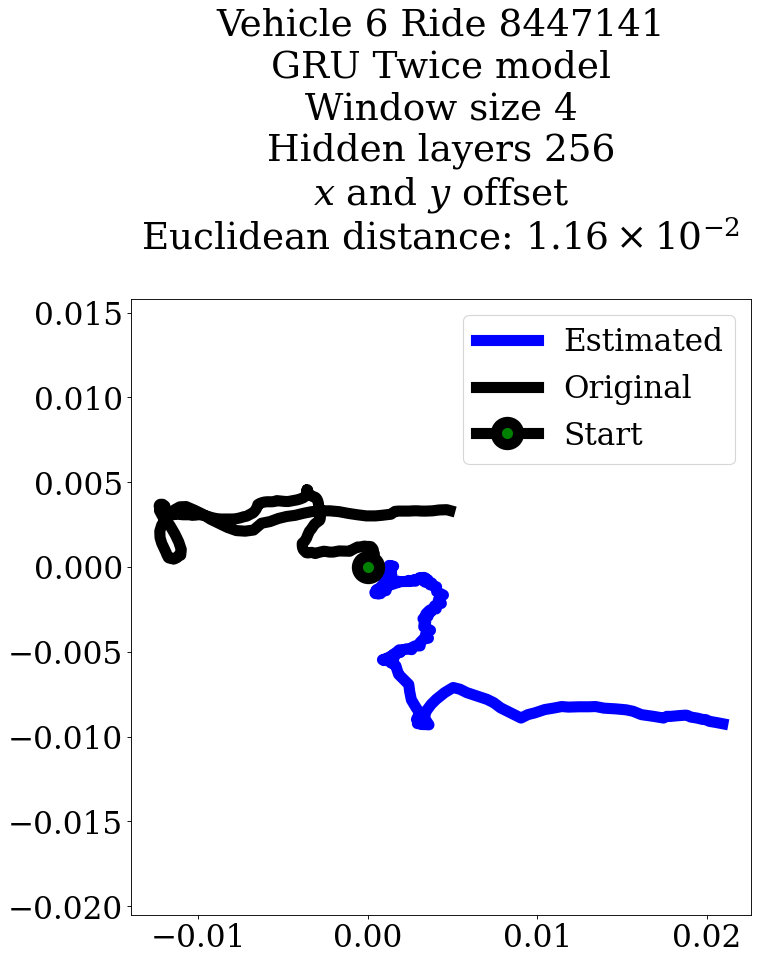 Vehicle 6 Ride 8447141
GRU Twice model
Window size 4
Hidden layers 256
x and y offset
Euclidean distance: 1.16 × 10⁻²
0.015
0.010
0.005
0.000
−0.005
−0.010
−0.015
−0.020
Estimated
Original
Start
−0.01
0.00
0.01
0.02